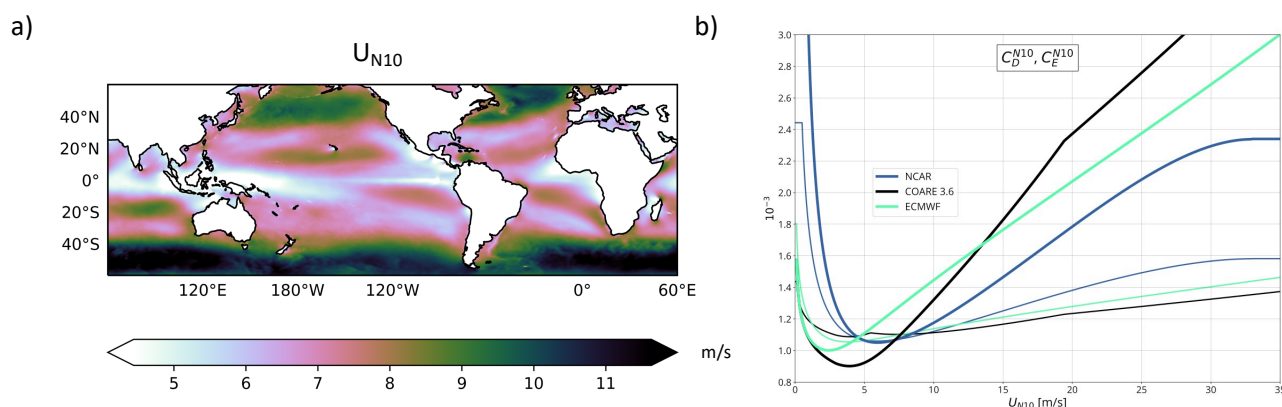 a)
U_N10
40°N
20°N
0°
20°S
40°S
120°E 180°W 120°W 0° 60°E
5 6 7 8 9 10 11 m/s
b)
C_D^N10, C_E^N10
3.0
2.8
2.6
2.4
2.2
2.0
1.8
1.6
1.4
1.2
1.0
0.8
10⁻³
NCAR
COARE 3.6
ECMWF
0 5 10 15 20 25 30 35
U_N10 [m/s]